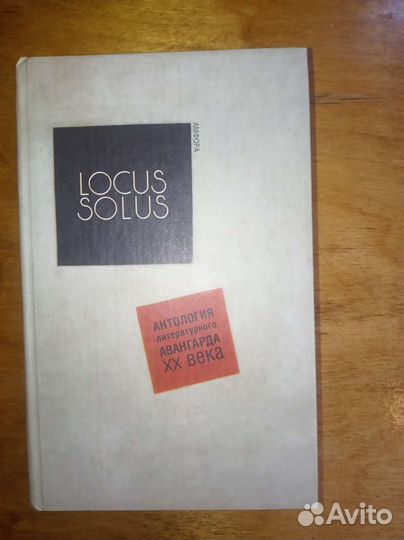 АМФОРА
LOCUS
SOLUS
АНТОЛОГИЯ
литературного
АВАНГАРДА
XX века
Avito